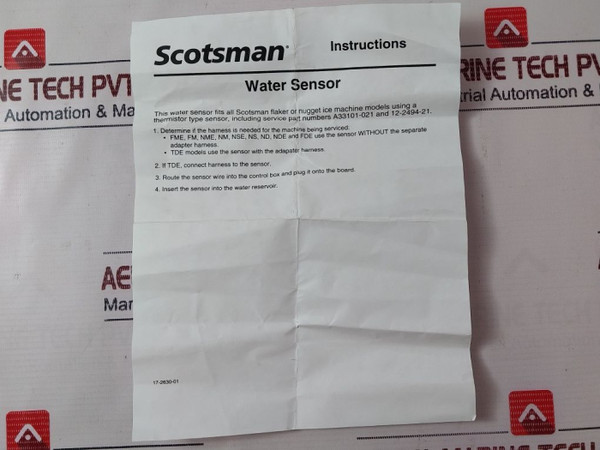 Scotsman® Instructions
Water Sensor
This water sensor fits all Scotsman flaker or nugget ice machine models using a
thermistor type sensor, including service part numbers A33101-021 and 12-2494-21.
1. Determine if the harness is needed for the machine being serviced.
• FME, FM, NME, NM, NSE, NS, ND, NDE and FDE use the sensor WITHOUT the separate
adapter harness.
• TDE models use the sensor with the adapater harness.
2. If TDE, connect harness to the sensor.
3. Route the sensor wire into the control box and plug it onto the board.
4. Insert the sensor into the water reservoir.
17-2630-01
NE TECH PVT
Automation & Ma
RINE TECH PV
rial Automation &
AE
Mar